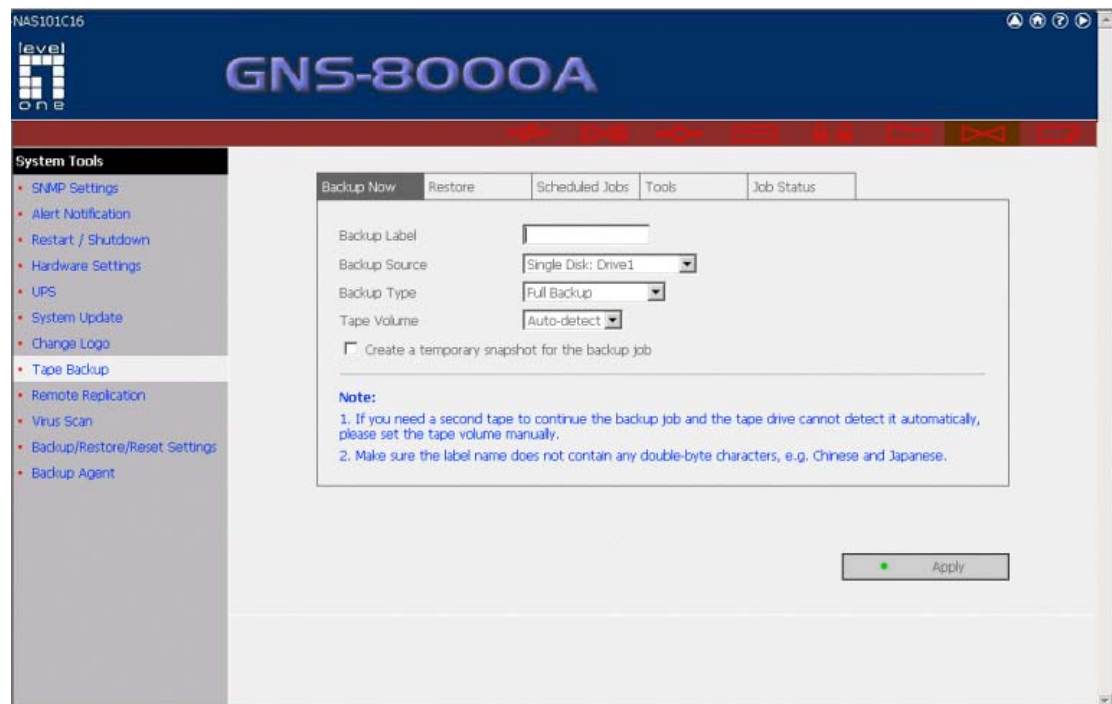 NAS101C16
level
one
GNS-8000A
System Tools
SNMP Settings
Alert Notification
Restart / Shutdown
Hardware Settings
UPS
System Update
Change Logo
Tape Backup
Remote Replication
Virus Scan
Backup/Restore/Reset Settings
Backup Agent
Backup Now
Restore
Scheduled Jobs
Tools
Job Status
Backup Label
Backup Source
Single Disk: Drive1
Backup Type
Full Backup
Tape Volume
Auto-detect
Create a temporary snapshot for the backup job
Note:
1. If you need a second tape to continue the backup job and the tape drive cannot detect it automatically,
please set the tape volume manually.
2. Make sure the label name does not contain any double-byte characters, e.g. Chinese and Japanese.
Apply